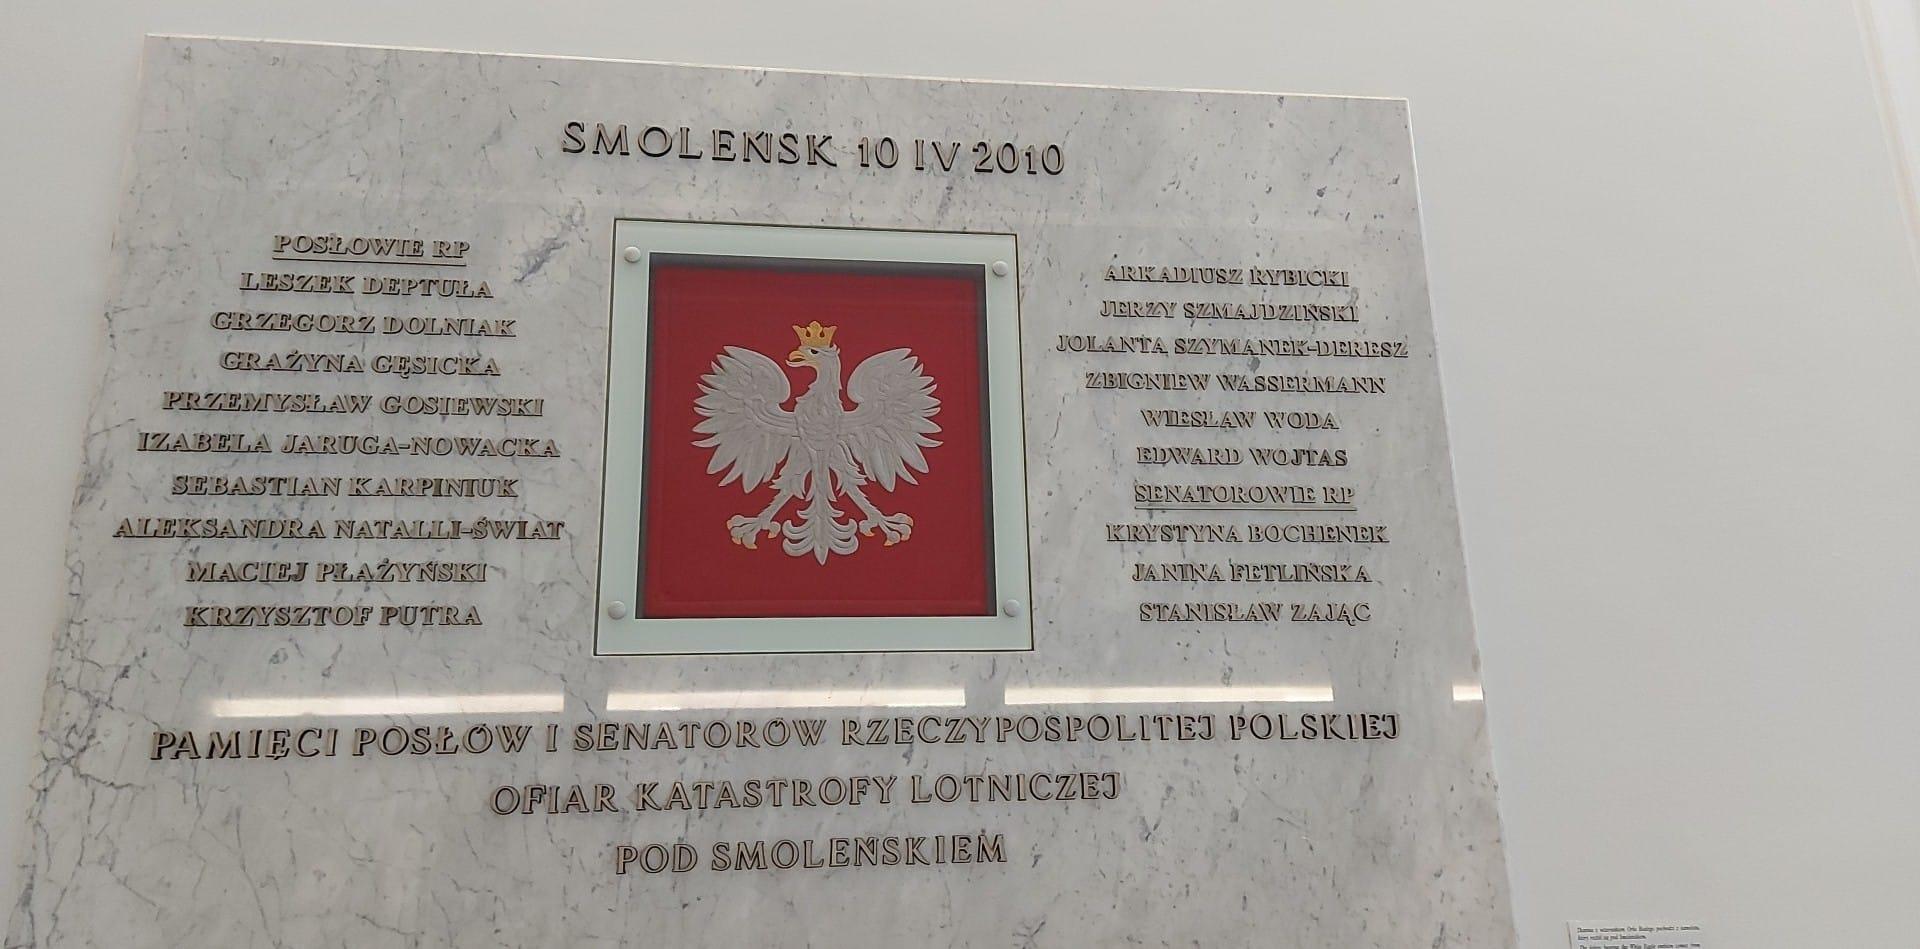 SMOLEŃSK 10 IV 2010
POSŁOWIE RP
LESZEK DEPTUŁA
GRZEGORZ DOLNIAK
GRAŻYNA GĘSICKA
PRZEMYSŁAW GOSIEWSKI
IZABELA JARUGA-NOWACKA
SEBASTIAN KARPINIUK
ALEKSANDRA NATALLI-ŚWIAT
MACIEJ PŁAŻYŃSKI
KRZYSZTOF PUTRA
ARKADIUSZ RYBICKI
JERZY SZMAJDZIŃSKI
JOLANTA SZYMANEK-DERESZ
ZBIGNIEW WASSERMANN
WIESŁAW WODA
EDWARD WOJTAS
SENATOROWIE RP
KRYSTYNA BOCHENEK
JANINA FETLIŃSKA
STANISŁAW ZAJĄC
PAMIĘCI POSŁÓW I SENATORÓW RZECZYPOSPOLITEJ POLSKIEJ
OFIAR KATASTROFY LOTNICZEJ
POD SMOLEŃSKIEM